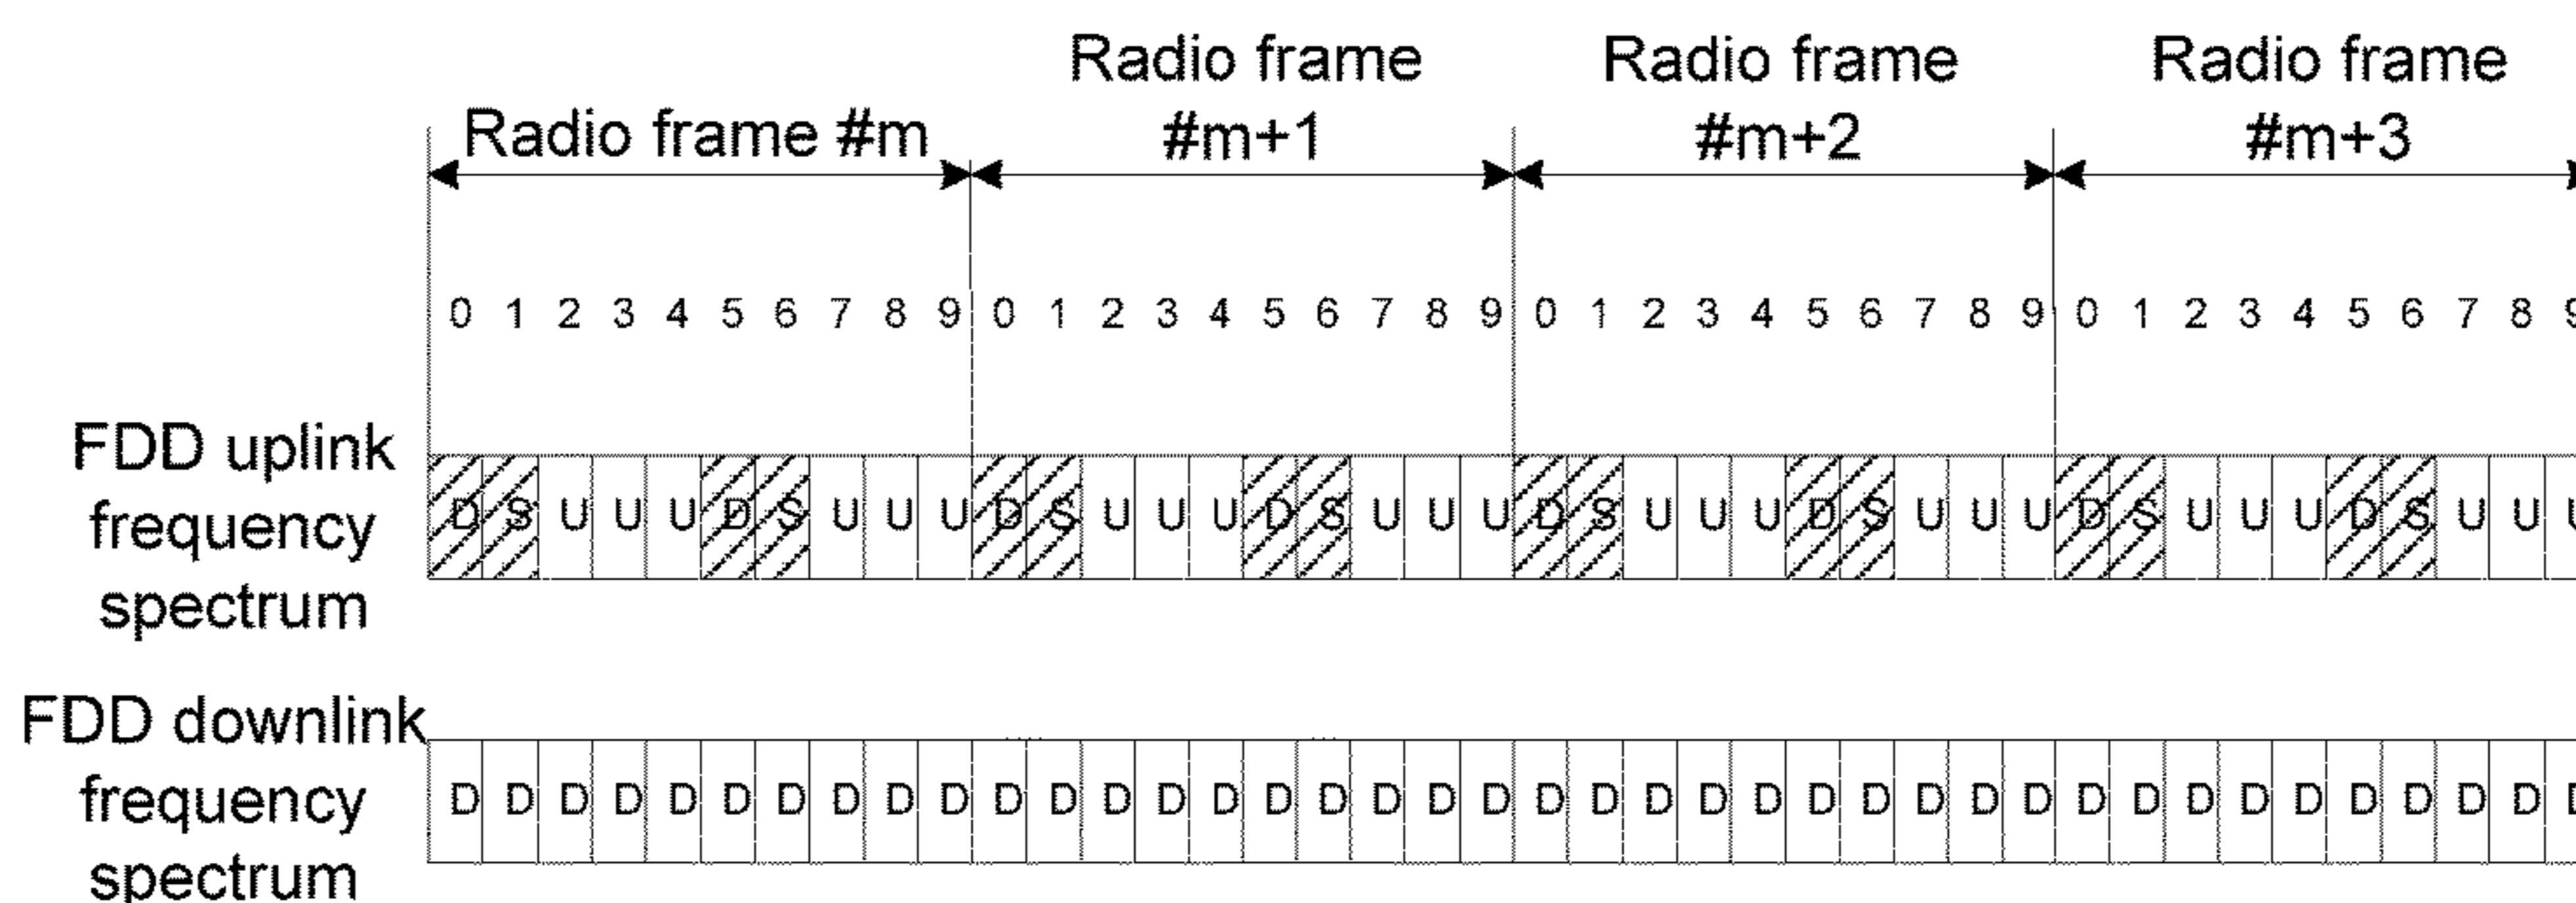 Radio frame #m
Radio frame
#m+1
Radio frame
#m+2
Radio frame
#m+3
0 1 2 3 4 5 6 7 8 9 0 1 2 3 4 5 6 7 8 9 0 1 2 3 4 5 6 7 8 9 0 1 2 3 4 5 6 7 8 9
FDD uplink
frequency
spectrum
D S U U U D S U U U D S U U U D S U U U D S U U U D S U U U D S U U U D S U U U
FDD downlink
frequency
spectrum
D D D D D D D D D D D D D D D D D D D D D D D D D D D D D D D D D D D D D D D D